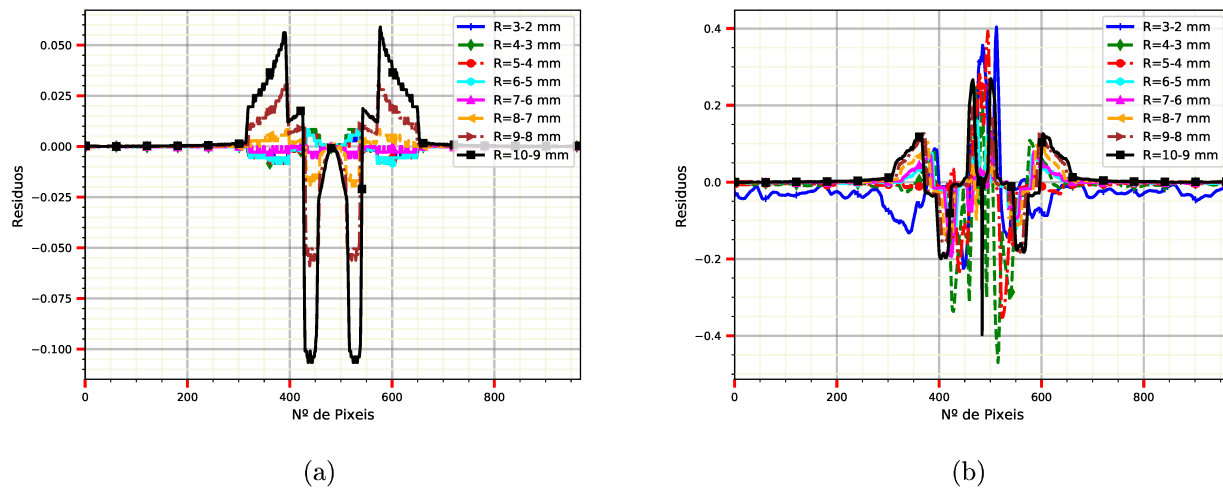 0.050
0.025
0.000
−0.025
−0.050
−0.075
−0.100
Residuos
0
200
400
600
800
Nº de Pixeis
R=3-2 mm
R=4-3 mm
R=5-4 mm
R=6-5 mm
R=7-6 mm
R=8-7 mm
R=9-8 mm
R=10-9 mm
(a)
0.4
0.2
0.0
−0.2
−0.4
Residuos
0
200
400
600
800
Nº de Pixeis
R=3-2 mm
R=4-3 mm
R=5-4 mm
R=6-5 mm
R=7-6 mm
R=8-7 mm
R=9-8 mm
R=10-9 mm
(b)